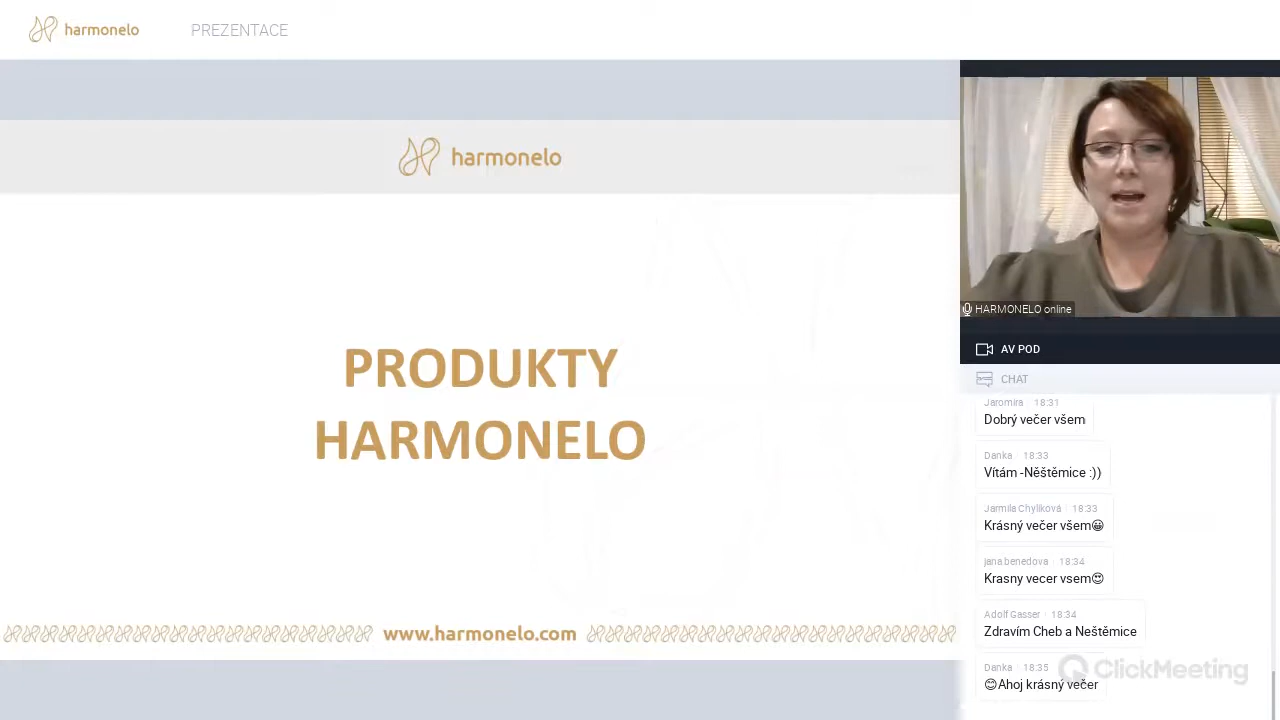 harmonelo
PREZENTACE
harmonelo
PRODUKTY
HARMONELO
www.harmonelo.com
HARMONELO online
AV POD
CHAT
Jaromíra 18:31
Dobrý večer všem
Danka 18:33
Vítám -Něštěmice :))
Jarmila Chylíková 18:33
Krásný večer všem😀
jana.benedova 18:34
Krasny vecer vsem😍
Adolf Gasser 18:34
Zdravím Cheb a Neštěmice
Danka 18:35
😊Ahoj krásný večer
ClickMeeting